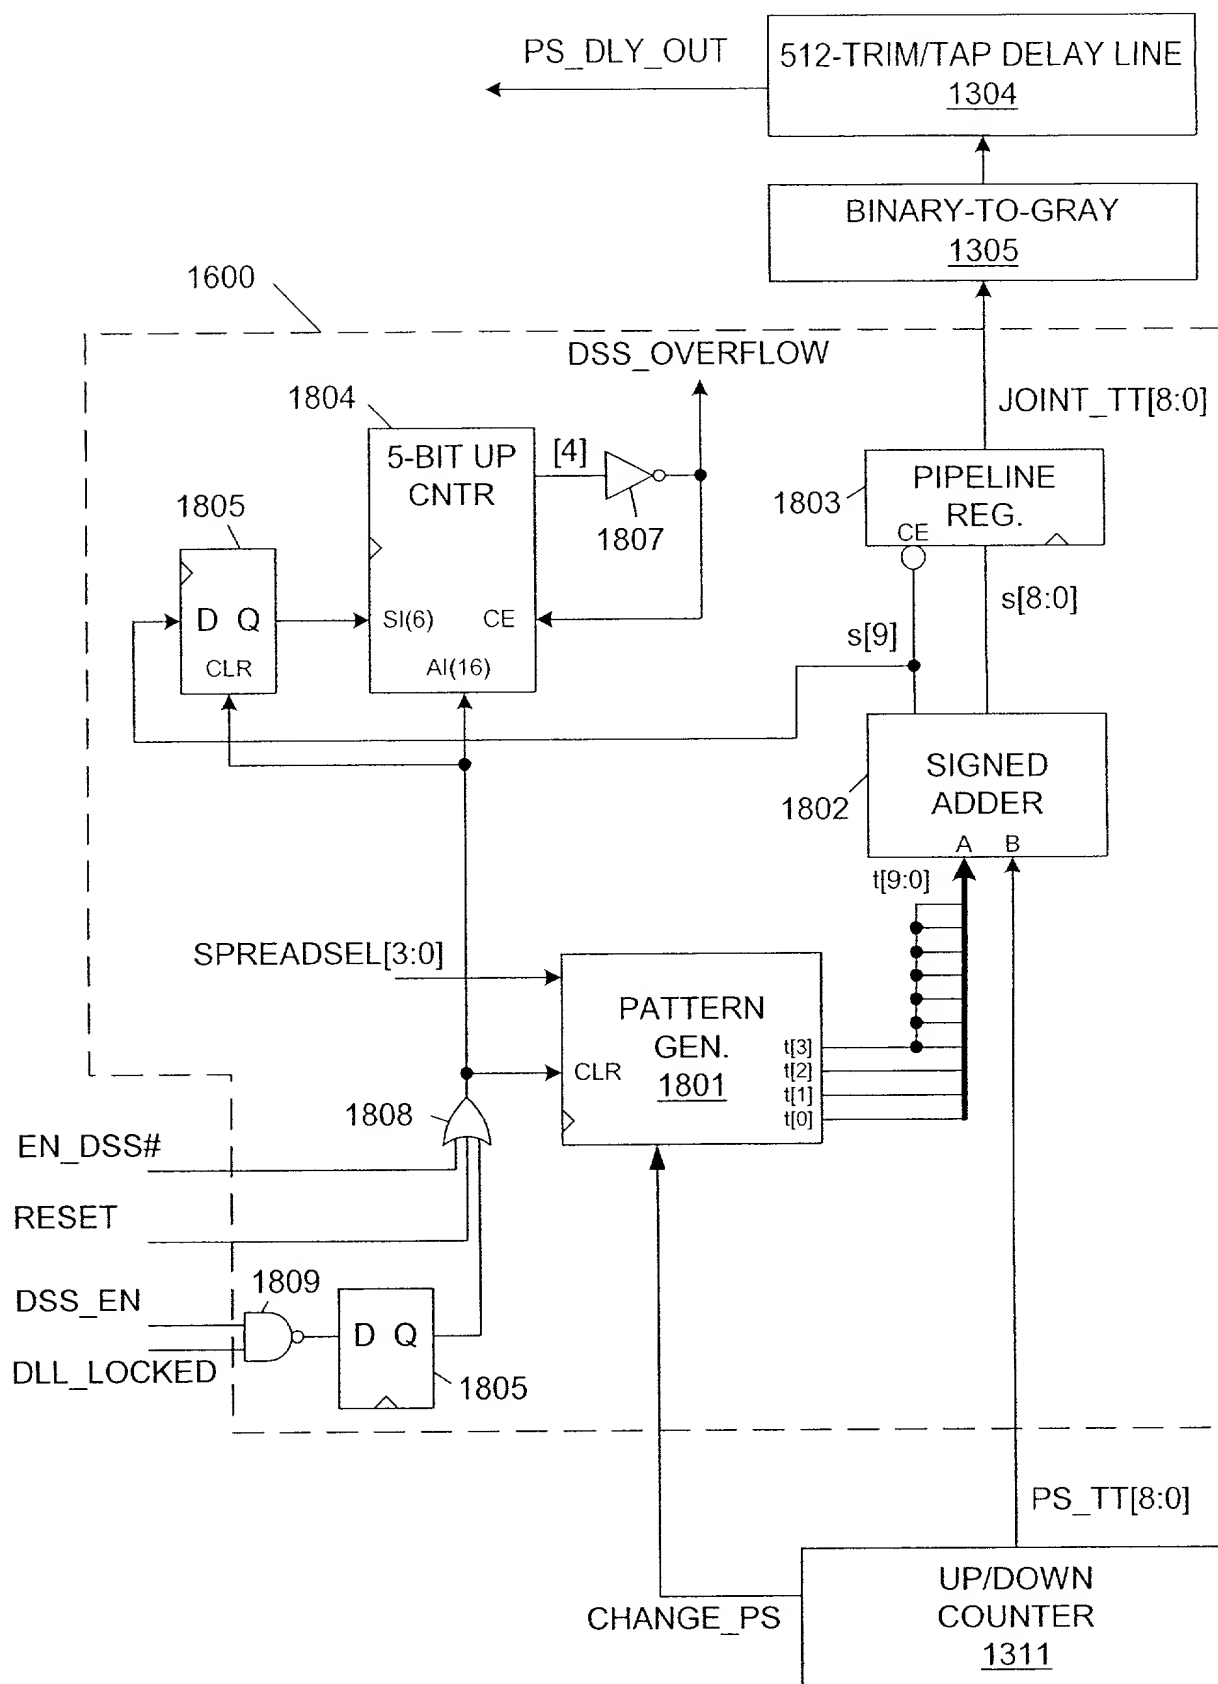 PS_DLY_OUT
512-TRIM/TAP DELAY LINE
1304
BINARY-TO-GRAY
1305
1600
DSS_OVERFLOW
JOINT_TT[8:0]
1804
5-BIT UP
CNTR
[4]
1807
SI(6)
CE
AI(16)
1805
D Q
CLR
1803
PIPELINE
REG.
CE
s[8:0]
s[9]
1802
SIGNED
ADDER
A B
t[9:0]
SPREADSEL[3:0]
PATTERN
GEN.
1801
CLR
t[3]
t[2]
t[1]
t[0]
1808
EN_DSS#
RESET
DSS_EN
DLL_LOCKED
1809
D Q
1805
PS_TT[8:0]
CHANGE_PS
UP/DOWN
COUNTER
1311